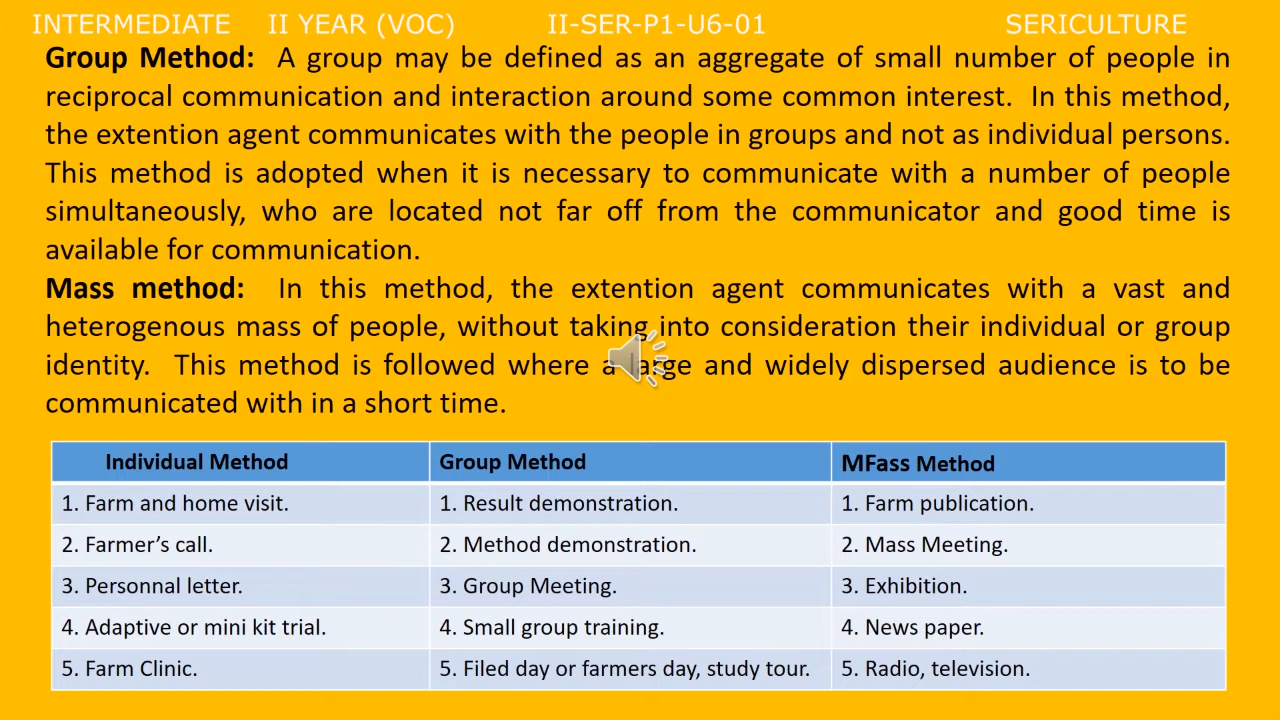 INTERMEDIATE II YEAR (VOC) II-SER-P1-U6-01 SERICULTURE
Group Method: A group may be defined as an aggregate of small number of people in
reciprocal communication and interaction around some common interest. In this method,
the extention agent communicates with the people in groups and not as individual persons.
This method is adopted when it is necessary to communicate with a number of people
simultaneously, who are located not far off from the communicator and good time is
available for communication.
Mass method: In this method, the extention agent communicates with a vast and
heterogenous mass of people, without taking into consideration their individual or group
identity. This method is followed where a large and widely dispersed audience is to be
communicated with in a short time.
Individual Method Group Method MFass Method
1. Farm and home visit. 1. Result demonstration. 1. Farm publication.
2. Farmer’s call. 2. Method demonstration. 2. Mass Meeting.
3. Personnal letter. 3. Group Meeting. 3. Exhibition.
4. Adaptive or mini kit trial. 4. Small group training. 4. News paper.
5. Farm Clinic. 5. Filed day or farmers day, study tour. 5. Radio, television.